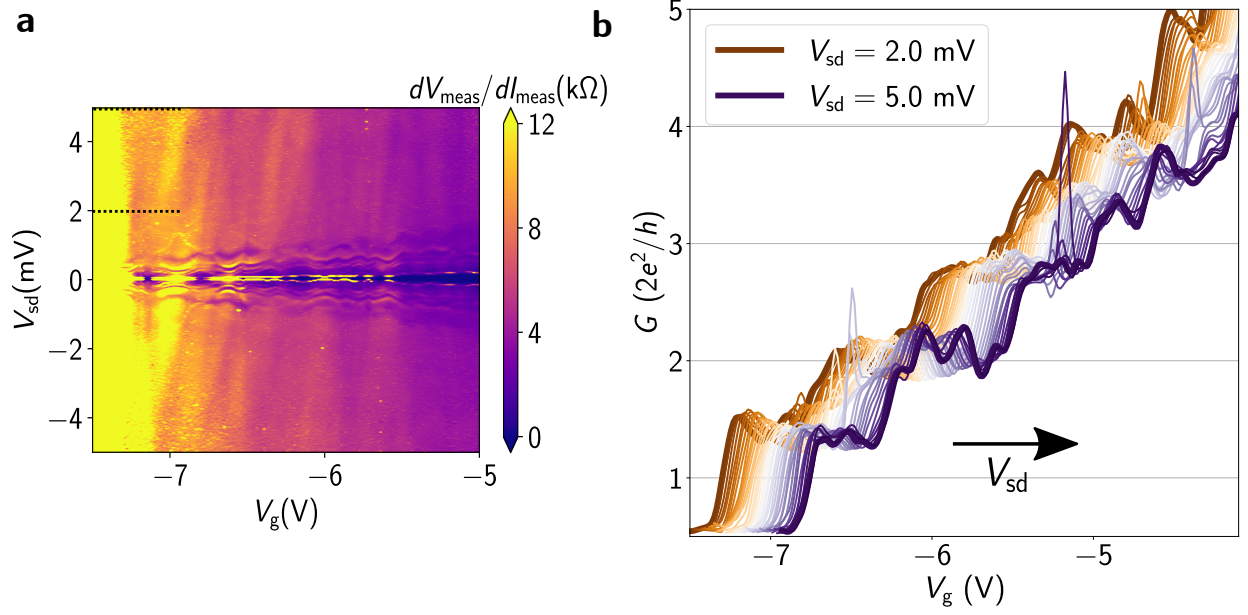 a
dV_meas/dI_meas(kΩ)
4
2
0
−2
−4
V_sd(mV)
12
8
4
0
−7
−6
−5
V_g(V)
b
V_sd = 2.0 mV
V_sd = 5.0 mV
5
4
3
2
1
G (2e²/h)
V_sd
−7
−6
−5
V_g (V)